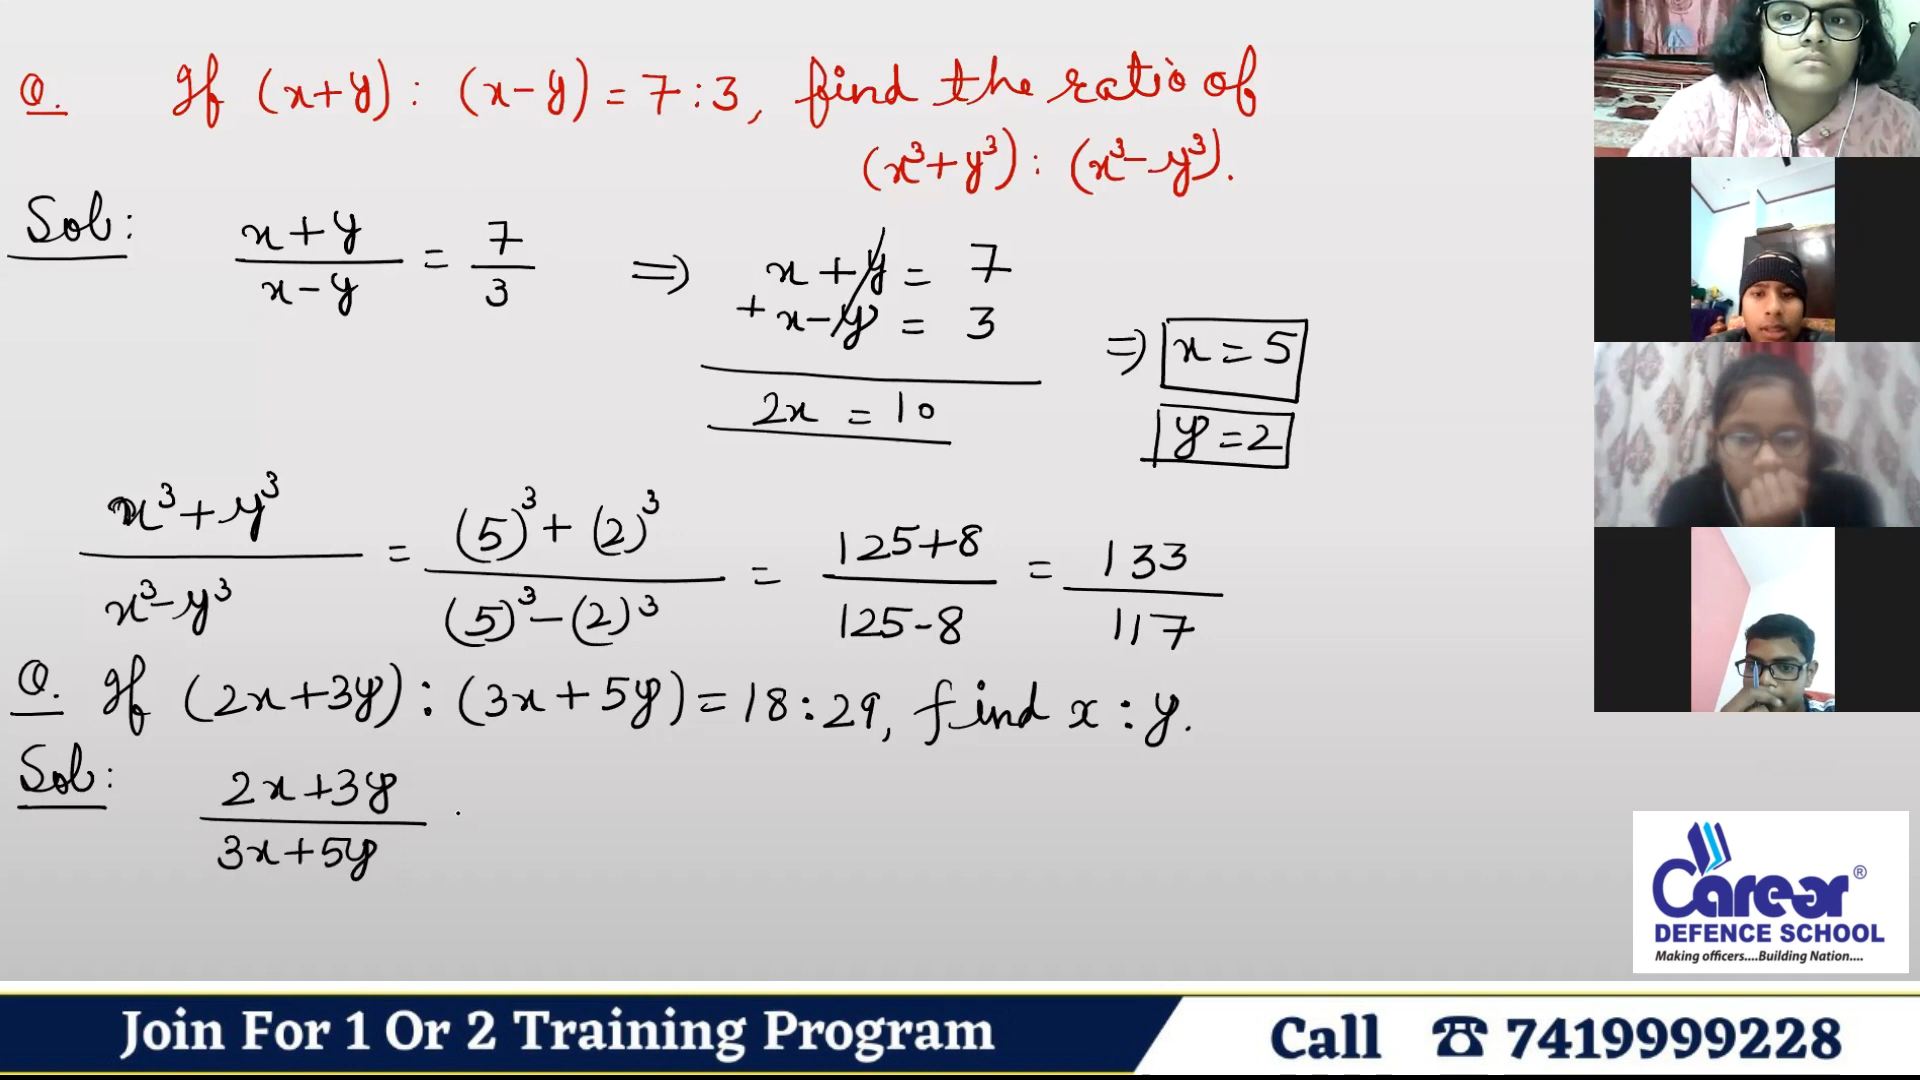 Q. If (x+y) : (x-y) = 7 : 3, find the ratio of
(x³+y³) : (x³-y³).
Sol: x+y/x-y = 7/3 ⇒ x+y = 7
+x-y = 3
2x = 10
⇒ x = 5
y = 2
x³+y³/x³-y³ = (5)³+(2)³/(5)³-(2)³ = 125+8/125-8 = 133/117
Q. If (2x+3y) : (3x+5y) = 18 : 29, find x : y.
Sol: 2x+3y/3x+5y
Career®
DEFENCE SCHOOL
Making officers....Building Nation....
Join For 1 Or 2 Training Program
Call ☎ 7419999228